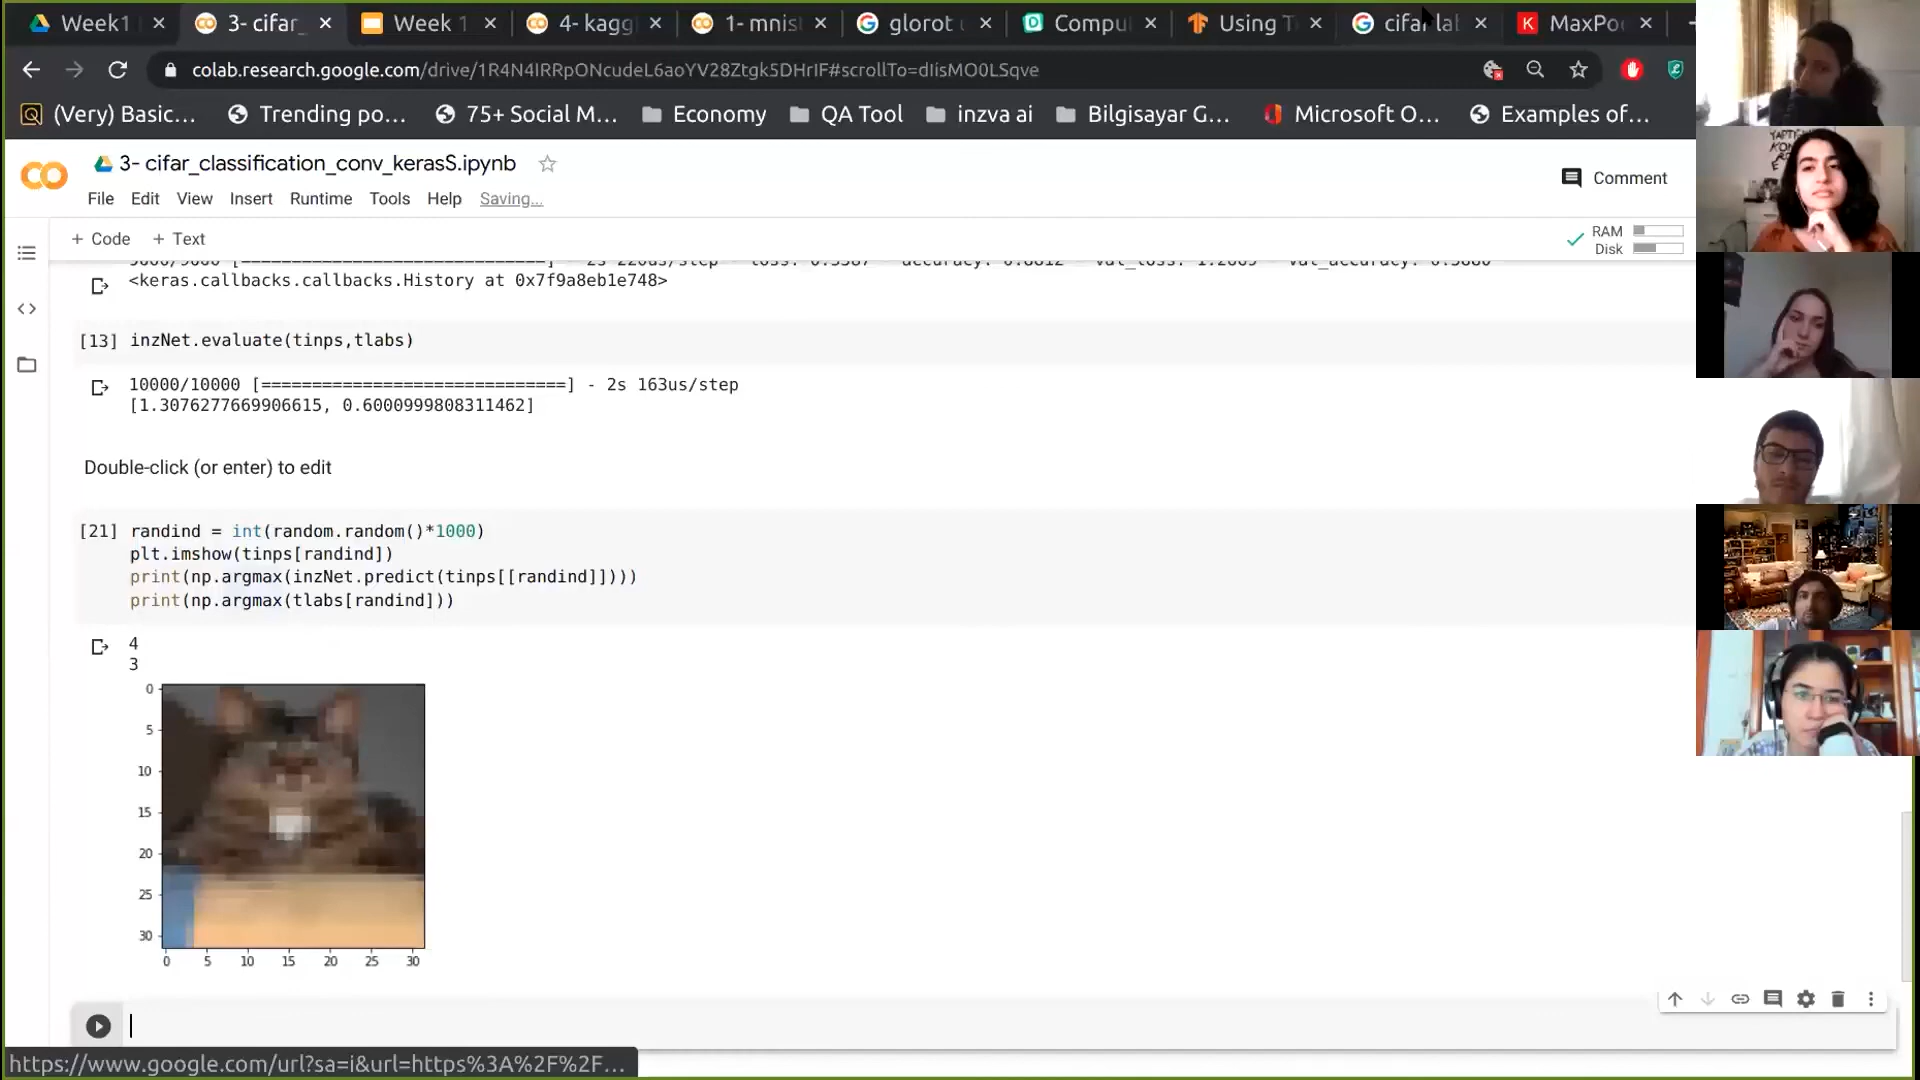 Week1
3- cifar_
Week 1
4- kagg
1- mnis
glorot u
Compu
Using T
cifar lab
MaxPo
colab.research.google.com/drive/1R4N4lRRpONcudeL6aoYV28Ztgk5DHrIF#scrollTo=dIisMO0LSqve
(Very) Basic...
Trending po...
75+ Social M...
Economy
QA Tool
inzva ai
Bilgisayar G...
Microsoft O...
Examples of...
3- cifar_classification_conv_kerasS.ipynb
Comment
File Edit View Insert Runtime Tools Help Saving...
+ Code + Text
RAM
Disk
<keras.callbacks.callbacks.History at 0x7f9a8eb1e748>
[13] inzNet.evaluate(tinps,tlabs)
10000/10000 [==============================] - 2s 163us/step
[1.3076277669906615, 0.6000999808311462]
Double-click (or enter) to edit
[21] randind = int(random.random()*1000)
plt.imshow(tinps[randind])
print(np.argmax(inzNet.predict(tinps[[randind]])))
print(np.argmax(tlabs[randind]))
4
3
0
5
10
15
20
25
30
0 5 10 15 20 25 30
https://www.google.com/url?sa=i&url=https%3A%2F%2F...